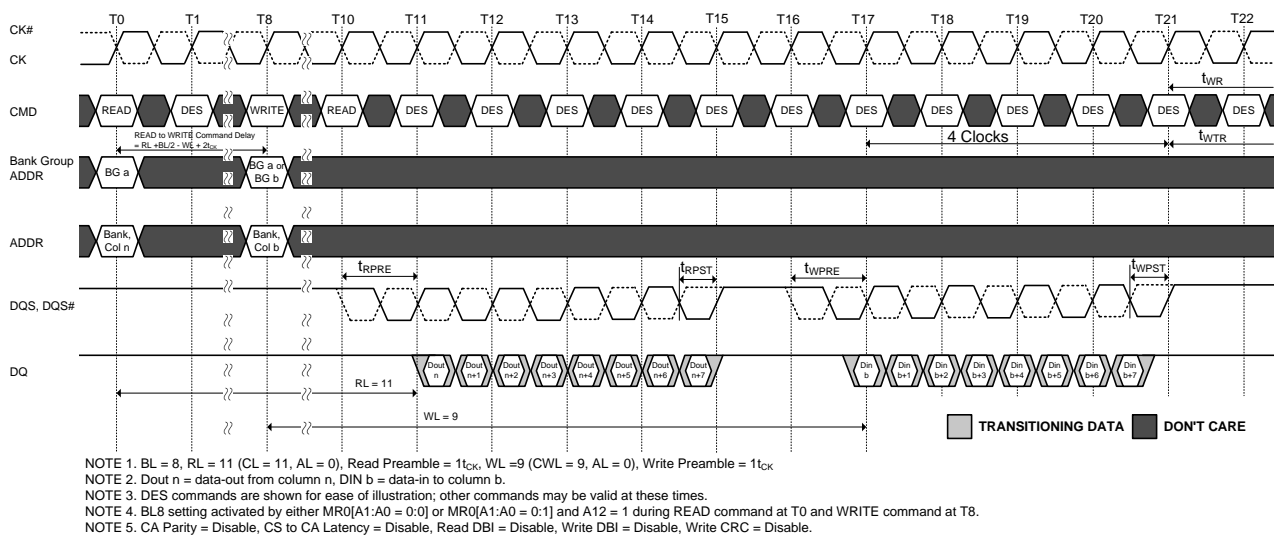 T0 T1 T8 T10 T11 T12 T13 T14 T15 T16 T17 T18 T19 T20 T21 T22
CK#
CK
tWR
CMD READ DES WRITE READ DES DES DES DES DES DES DES DES DES DES DES DES
READ to WRITE Command Delay
= RL +BL/2 - WL + 2tCK
4 Clocks
tWTR
Bank Group
ADDR
BG a
BG a or
BG b
ADDR
Bank,
Col n
Bank,
Col b
tRPRE tRPST tWPRE tWPST
DQS, DQS#
DQ
Dout
n
Dout
n+1
Dout
n+2
Dout
n+3
Dout
n+4
Dout
n+5
Dout
n+6
Dout
n+7
Din
b
Din
b+1
Din
b+2
Din
b+3
Din
b+4
Din
b+5
Din
b+6
Din
b+7
RL = 11
WL = 9
TRANSITIONING DATA DON'T CARE
NOTE 1. BL = 8, RL = 11 (CL = 11, AL = 0), Read Preamble = 1tCK, WL =9 (CWL = 9, AL = 0), Write Preamble = 1tCK
NOTE 2. Dout n = data-out from column n, DIN b = data-in to column b.
NOTE 3. DES commands are shown for ease of illustration; other commands may be valid at these times.
NOTE 4. BL8 setting activated by either MR0[A1:A0 = 0:0] or MR0[A1:A0 = 0:1] and A12 = 1 during READ command at T0 and WRITE command at T8.
NOTE 5. CA Parity = Disable, CS to CA Latency = Disable, Read DBI = Disable, Write DBI = Disable, Write CRC = Disable.